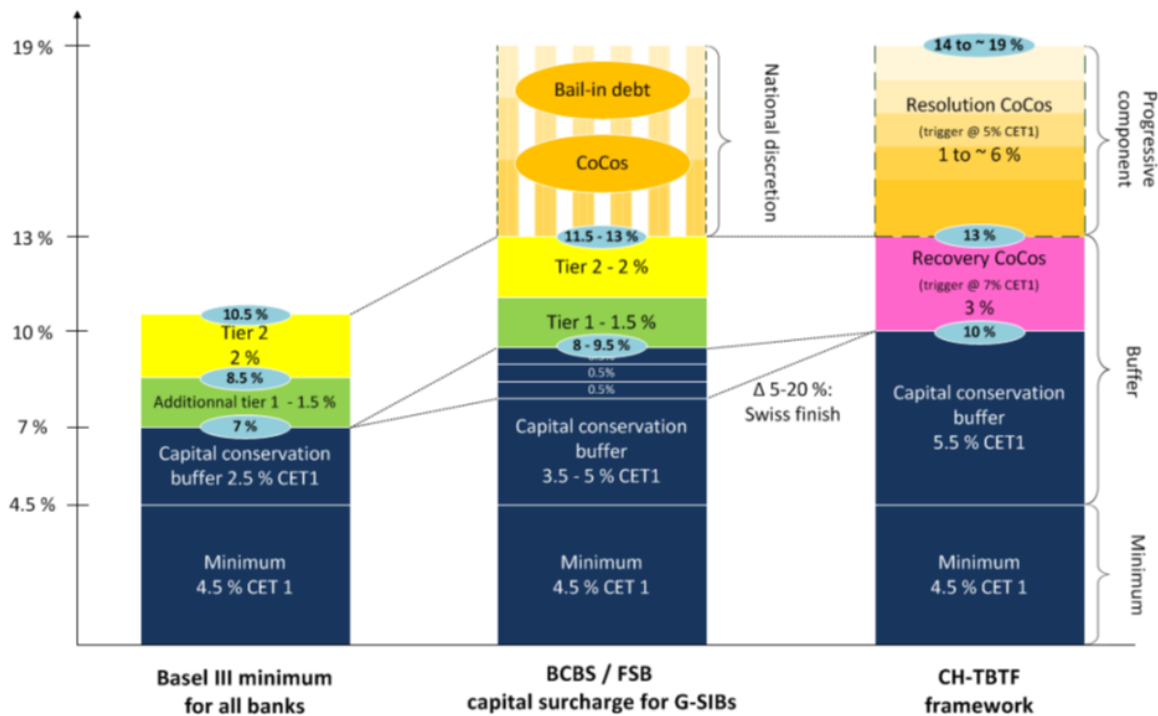 19 %
13 %
10 %
7 %
4.5 %
10.5 %
Tier 2
2 %
8.5 %
Additionnal tier 1 - 1.5 %
7 %
Capital conservation
buffer 2.5 % CET1
Minimum
4.5 % CET 1
Basel III minimum
for all banks
Bail-in debt
CoCos
11.5 - 13 %
Tier 2 - 2 %
Tier 1 - 1.5 %
8 - 9.5 %
0.5%
0.5%
Capital conservation
buffer
3.5 - 5 % CET1
Minimum
4.5 % CET 1
BCBS / FSB
capital surcharge for G-SIBs
National discretion
Δ 5-20 %:
Swiss finish
14 to ~ 19 %
Resolution CoCos
(trigger @ 5% CET1)
1 to ~ 6 %
13 %
Recovery CoCos
(trigger @ 7% CET1)
3 %
10 %
Capital conservation
buffer
5.5 % CET1
Minimum
4.5 % CET 1
CH-TBTF
framework
Progressive
component
Buffer
Minimum